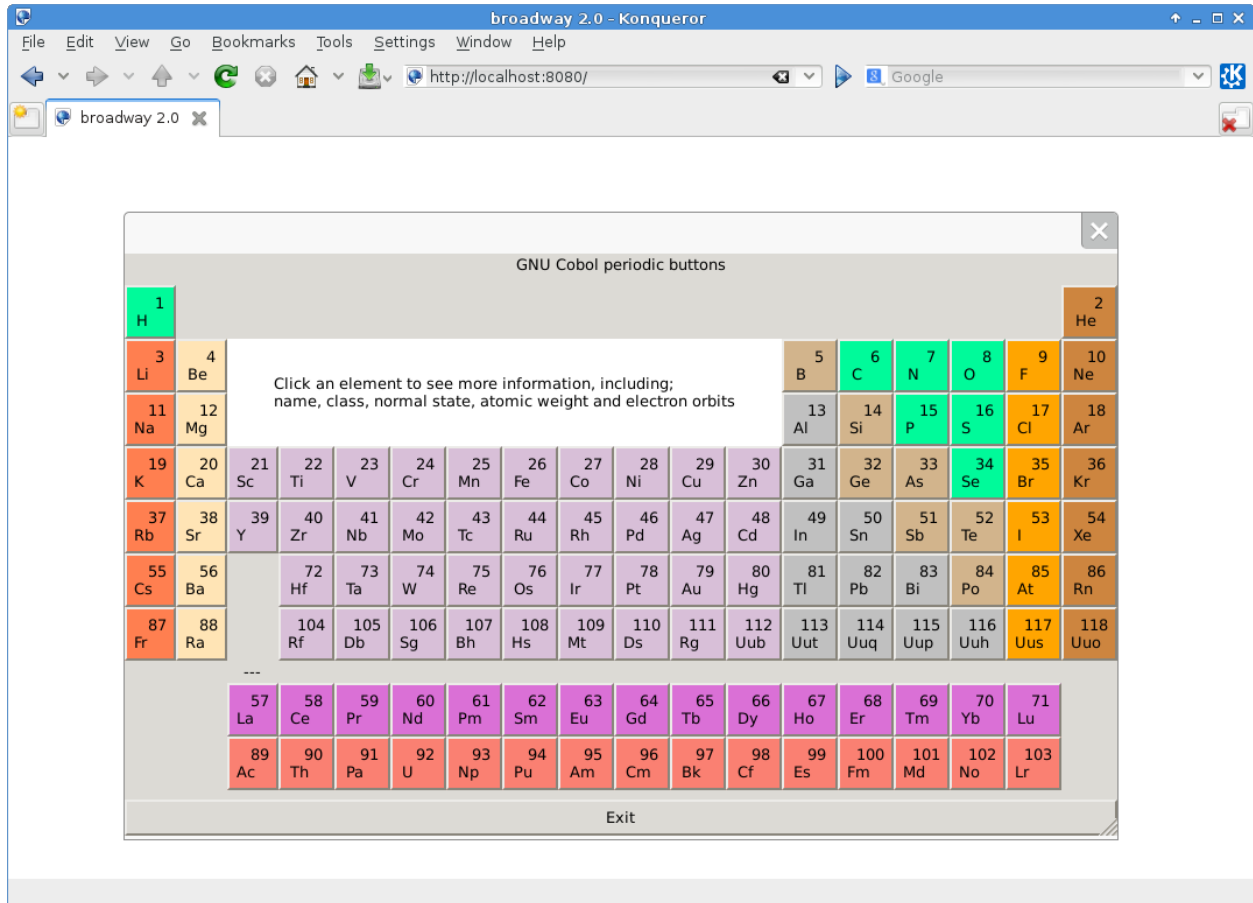 broadway 2.0 - Konqueror
File Edit View Go Bookmarks Tools Settings Window Help
http://localhost:8080/ Google
broadway 2.0
GNU Cobol periodic buttons
1 2
H He
3 4 5 6 7 8 9 10
Li Be B C N O F Ne
Click an element to see more information, including;
name, class, normal state, atomic weight and electron orbits
11 12 13 14 15 16 17 18
Na Mg Al Si P S Cl Ar
19 20 21 22 23 24 25 26 27 28 29 30 31 32 33 34 35 36
K Ca Sc Ti V Cr Mn Fe Co Ni Cu Zn Ga Ge As Se Br Kr
37 38 39 40 41 42 43 44 45 46 47 48 49 50 51 52 53 54
Rb Sr Y Zr Nb Mo Tc Ru Rh Pd Ag Cd In Sn Sb Te I Xe
55 56 72 73 74 75 76 77 78 79 80 81 82 83 84 85 86
Cs Ba Hf Ta W Re Os Ir Pt Au Hg Tl Pb Bi Po At Rn
87 88 104 105 106 107 108 109 110 111 112 113 114 115 116 117 118
Fr Ra Rf Db Sg Bh Hs Mt Ds Rg Uub Uut Uuq Uup Uuh Uus Uuo
---
57 58 59 60 61 62 63 64 65 66 67 68 69 70 71
La Ce Pr Nd Pm Sm Eu Gd Tb Dy Ho Er Tm Yb Lu
89 90 91 92 93 94 95 96 97 98 99 100 101 102 103
Ac Th Pa U Np Pu Am Cm Bk Cf Es Fm Md No Lr
Exit